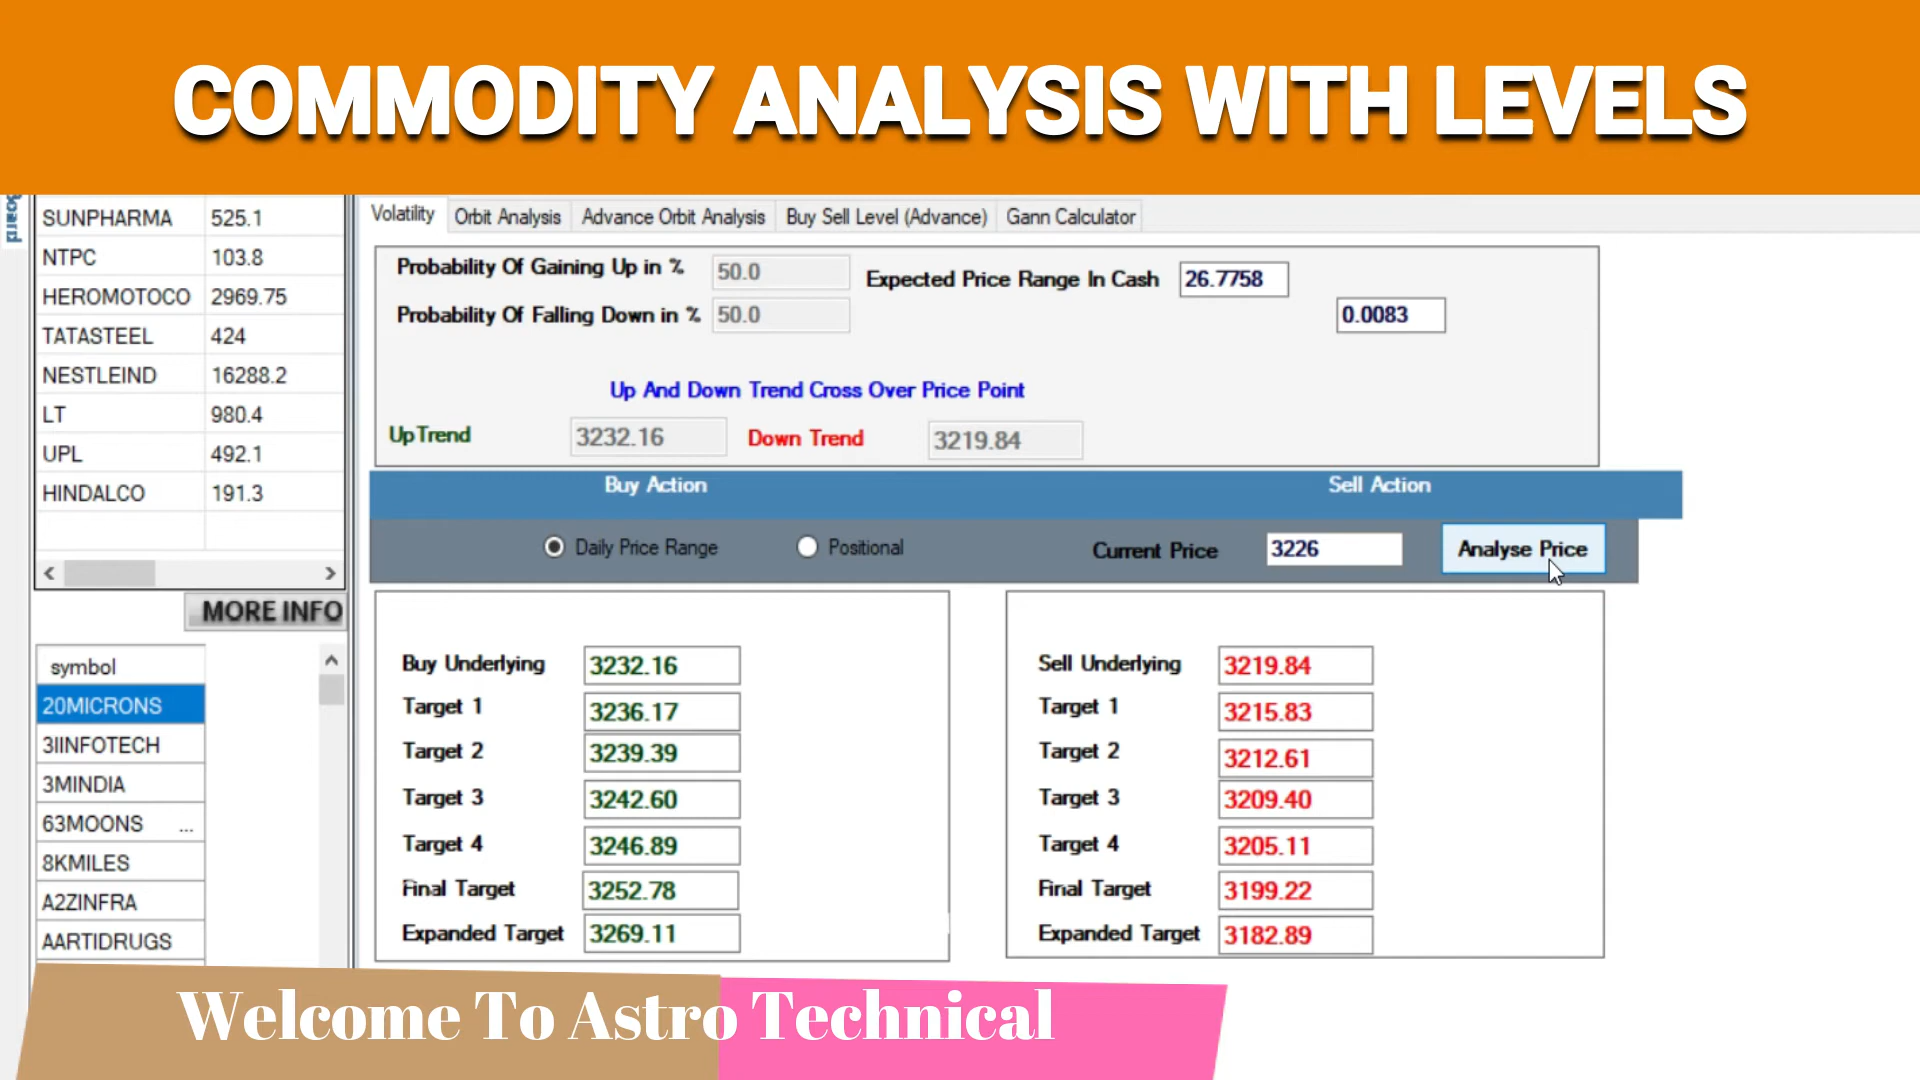 COMMODITY ANALYSIS WITH LEVELS
SUNPHARMA 525.1
NTPC 103.8
HEROMOTOCO 2969.75
TATASTEEL 424
NESTLEIND 16288.2
LT 980.4
UPL 492.1
HINDALCO 191.3
MORE INFO
symbol
20MICRONS
3IINFOTECH
3MINDIA
63MOONS ...
8KMILES
A2ZINFRA
AARTIDRUGS
Volatility Orbit Analysis Advance Orbit Analysis Buy Sell Level (Advance) Gann Calculator
Probability Of Gaining Up in % 50.0 Expected Price Range In Cash 26.7758
Probability Of Falling Down in % 50.0 0.0083
Up And Down Trend Cross Over Price Point
UpTrend 3232.16 Down Trend 3219.84
Buy Action Sell Action
Daily Price Range Positional Current Price 3226 Analyse Price
Buy Underlying 3232.16
Target 1 3236.17
Target 2 3239.39
Target 3 3242.60
Target 4 3246.89
Final Target 3252.78
Expanded Target 3269.11
Sell Underlying 3219.84
Target 1 3215.83
Target 2 3212.61
Target 3 3209.40
Target 4 3205.11
Final Target 3199.22
Expanded Target 3182.89
Welcome To Astro Technical